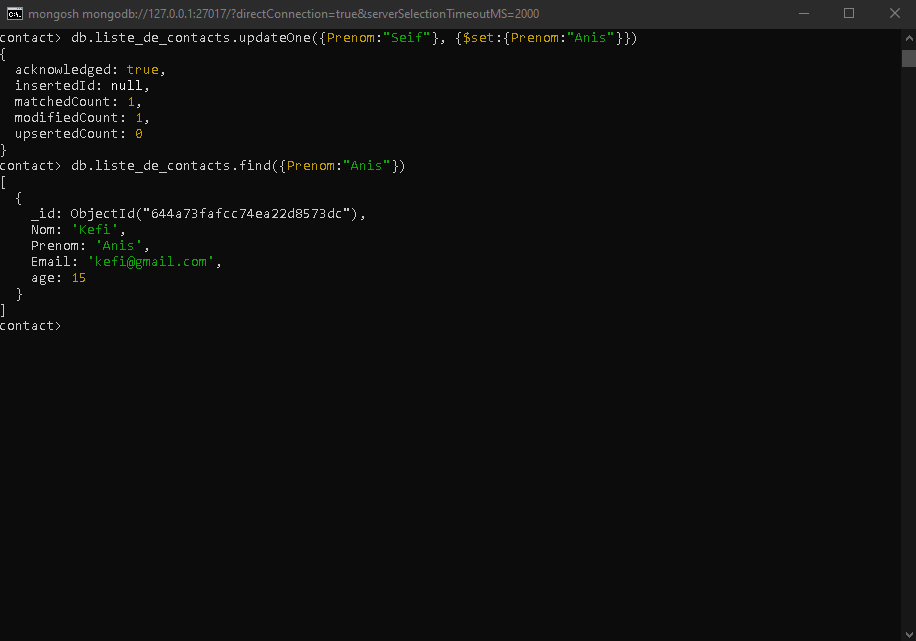 mongosh mongodb://127.0.0.1:27017/?directConnection=true&serverSelectionTimeoutMS=2000
contact> db.liste_de_contacts.updateOne({Prenom:"Seif"}, {$set:{Prenom:"Anis"}})
{
  acknowledged: true,
  insertedId: null,
  matchedCount: 1,
  modifiedCount: 1,
  upsertedCount: 0
}
contact> db.liste_de_contacts.find({Prenom:"Anis"})
[
  {
    _id: ObjectId("644a73fafcc74ea22d8573dc"),
    Nom: 'Kefi',
    Prenom: 'Anis',
    Email: 'kefi@gmail.com',
    age: 15
  }
]
contact>